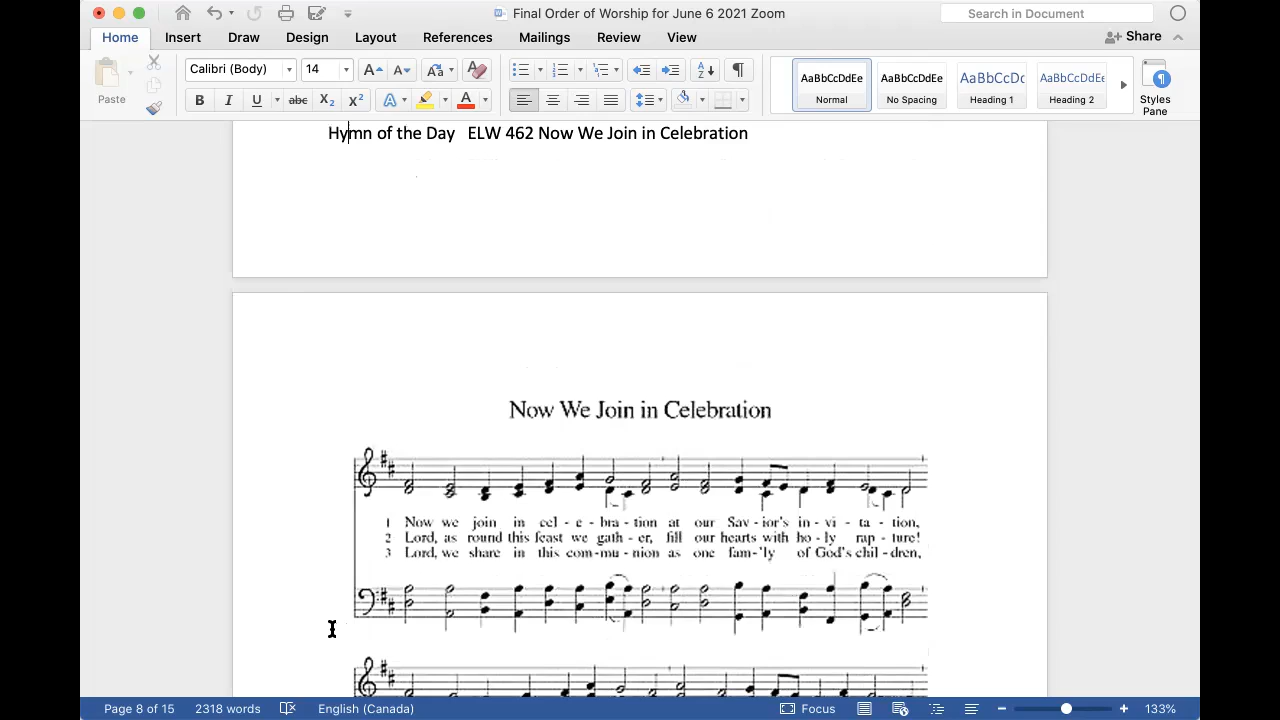 Final Order of Worship for June 6 2021 Zoom
Search in Document
Home Insert Draw Design Layout References Mailings Review View Share
Paste
Calibri (Body) 14
AaBbCcDdEe AaBbCcDdEe AaBbCcDc AaBbCcDdEe
Normal No Spacing Heading 1 Heading 2
Styles
Pane
Hymn of the Day ELW 462 Now We Join in Celebration
Now We Join in Celebration
1 Now we join in cel - e - bra - tion at our Sav - ior's in - vi - ta - tion,
2 Lord, as round this feast we gath - er, fill our hearts with ho - ly rap - ture!
3 Lord, we share in this com - mu - nion as one fam - 'ly of God's chil - dren,
Page 8 of 15 2318 words English (Canada) Focus 133%